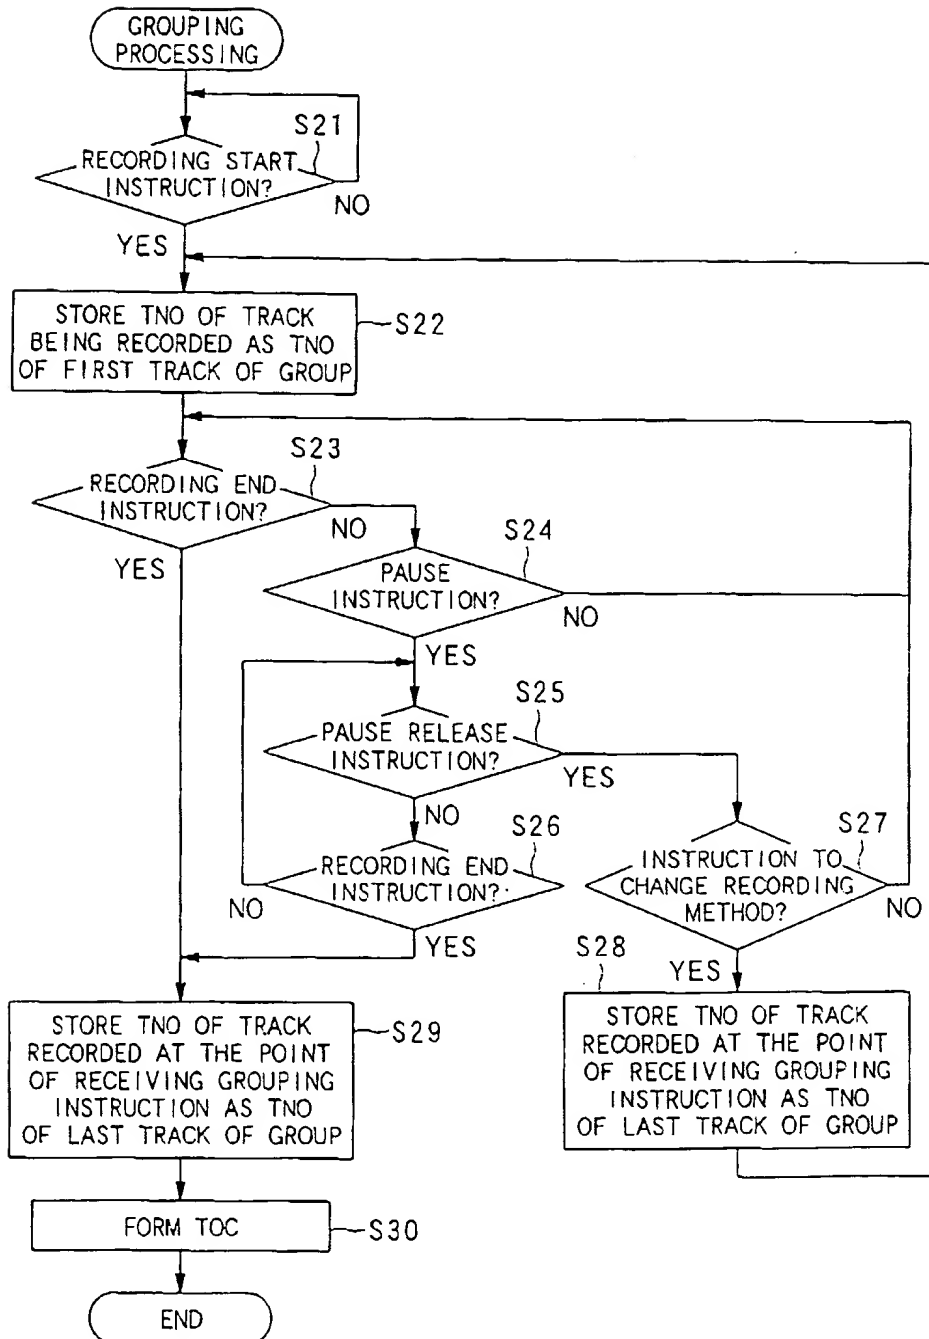 GROUPING
PROCESSING
S21
RECORDING START
INSTRUCTION?
NO
YES
STORE TNO OF TRACK
BEING RECORDED AS TNO
OF FIRST TRACK OF GROUP
S22
S23
RECORDING END
INSTRUCTION?
NO
YES
S24
PAUSE
INSTRUCTION?
NO
YES
S25
PAUSE RELEASE
INSTRUCTION?
YES
NO
S26
RECORDING END
INSTRUCTION?
NO
YES
S27
INSTRUCTION TO
CHANGE RECORDING
METHOD?
NO
YES
S28
STORE TNO OF TRACK
RECORDED AT THE POINT
OF RECEIVING GROUPING
INSTRUCTION AS TNO
OF LAST TRACK OF GROUP
S29
STORE TNO OF TRACK
RECORDED AT THE POINT
OF RECEIVING GROUPING
INSTRUCTION AS TNO
OF LAST TRACK OF GROUP
FORM TOC
S30
END